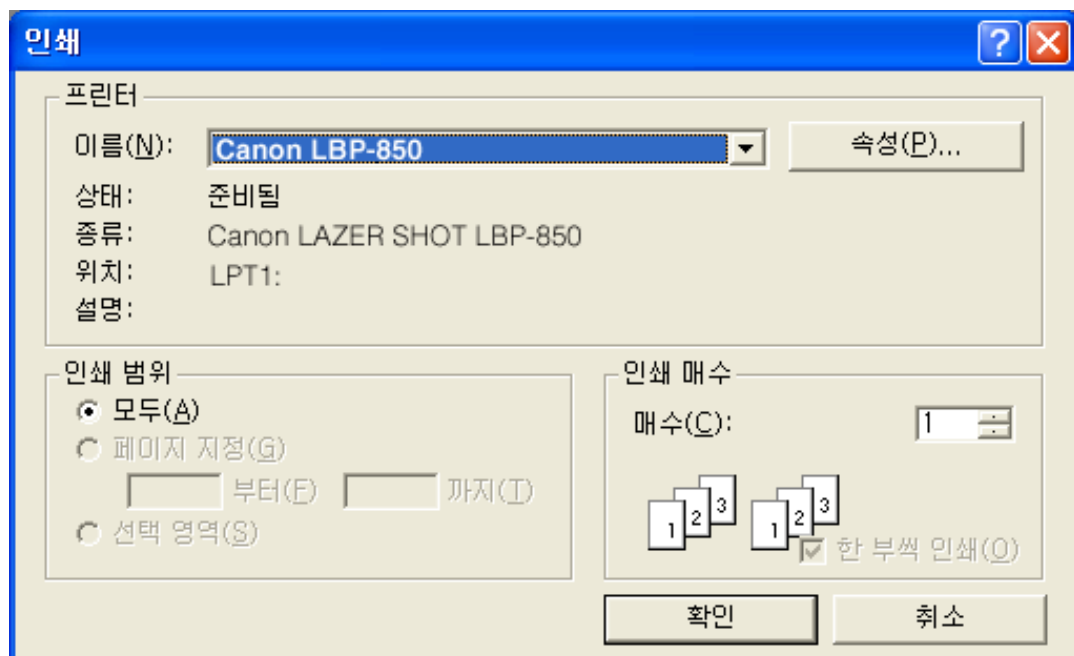 인쇄
프린터
이름(N): Canon LBP-850 속성(P)...
상태: 준비됨
종류: Canon LAZER SHOT LBP-850
위치: LPT1:
설명:
인쇄 범위
모두(A)
페이지 지정(G)
부터(F) 까지(T)
선택 영역(S)
인쇄 매수
매수(C): 1
1 2 3 1 2 3
한 부씩 인쇄(O)
확인 취소